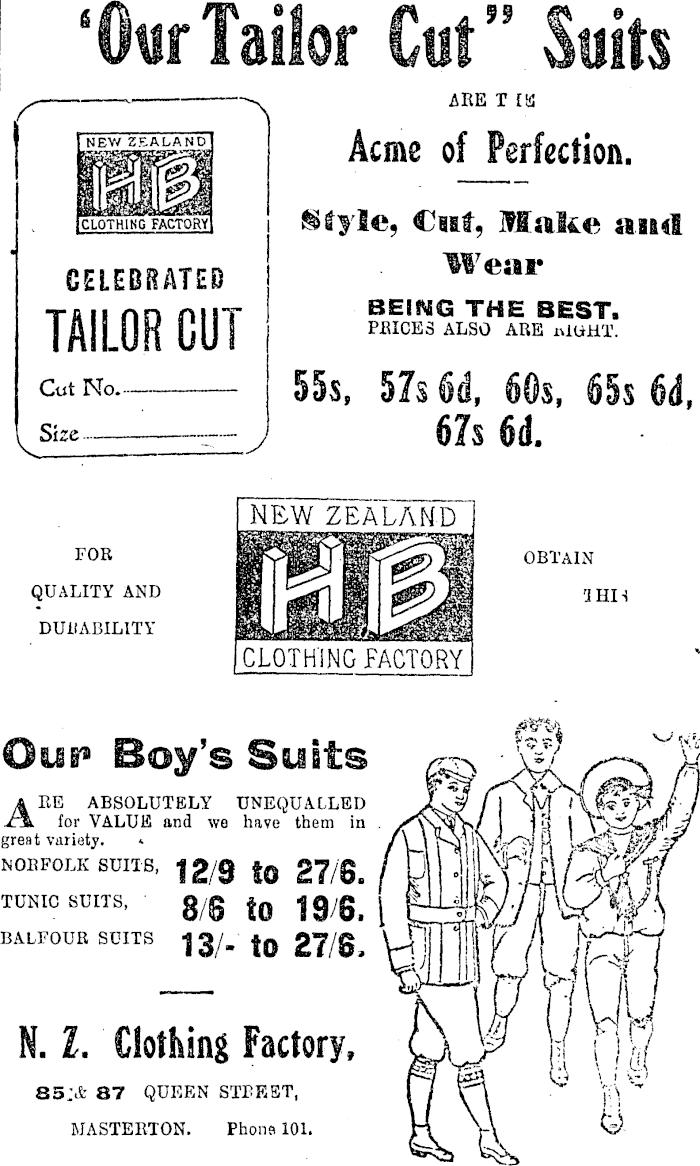 'Our Tailor Cut" Suits
NEW ZEALAND
HB
CLOTHING FACTORY
CELEBRATED
TAILOR CUT
Cut No.
Size
ARE THE
Acme of Perfection.
Style, Cut, Make and
Wear
BEING THE BEST.
PRICES ALSO ARE RIGHT.
55s, 57s 6d, 60s, 65s 6d,
67s 6d.
FOR
QUALITY AND
DURABILITY
NEW ZEALAND
HB
CLOTHING FACTORY
OBTAIN
THIS
Our Boy's Suits
ARE ABSOLUTELY UNEQUALLED
for VALUE and we have them in
great variety.
NORFOLK SUITS, 12/9 to 27/6.
TUNIC SUITS, 8/6 to 19/6.
BALFOUR SUITS 13/- to 27/6.
N. Z. Clothing Factory,
85 & 87 QUEEN STREET,
MASTERTON. Phone 101.